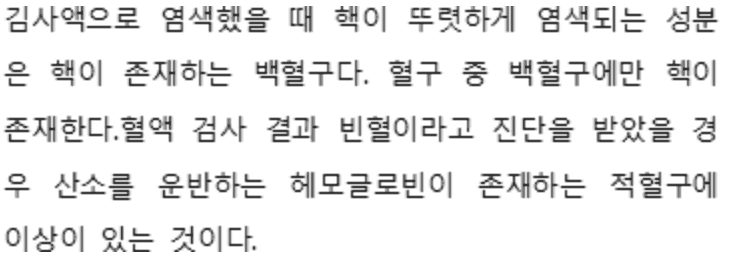 김사액으로 염색했을 때 핵이 뚜렷하게 염색되는 성분
은 핵이 존재하는 백혈구다. 혈구 중 백혈구에만 핵이
존재한다.혈액 검사 결과 빈혈이라고 진단을 받았을 경
우 산소를 운반하는 헤모글로빈이 존재하는 적혈구에
이상이 있는 것이다.